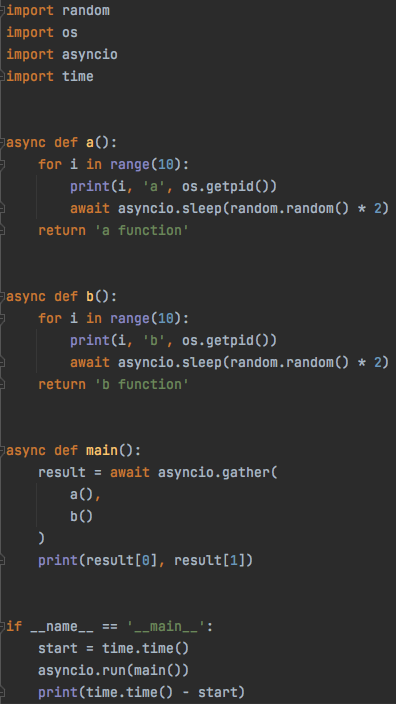 import random
import os
import asyncio
import time
async def a():
    for i in range(10):
        print(i, 'a', os.getpid())
        await asyncio.sleep(random.random() * 2)
    return 'a function'
async def b():
    for i in range(10):
        print(i, 'b', os.getpid())
        await asyncio.sleep(random.random() * 2)
    return 'b function'
async def main():
    result = await asyncio.gather(
        a(),
        b()
    )
    print(result[0], result[1])
if __name__ == '__main__':
    start = time.time()
    asyncio.run(main())
    print(time.time() - start)